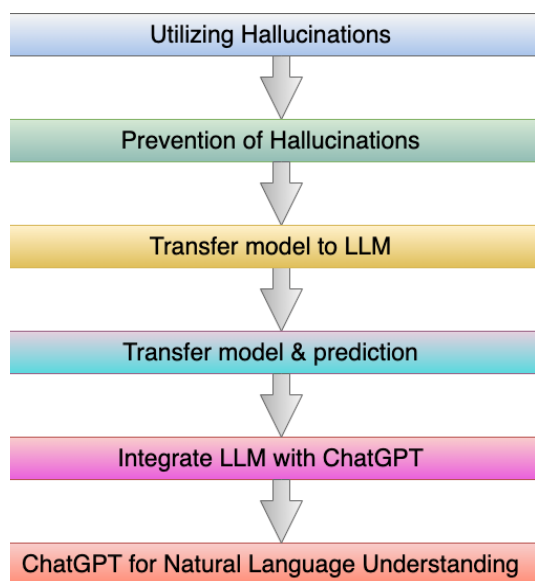 Utilizing Hallucinations
Prevention of Hallucinations
Transfer model to LLM
Transfer model & prediction
Integrate LLM with ChatGPT
ChatGPT for Natural Language Understanding